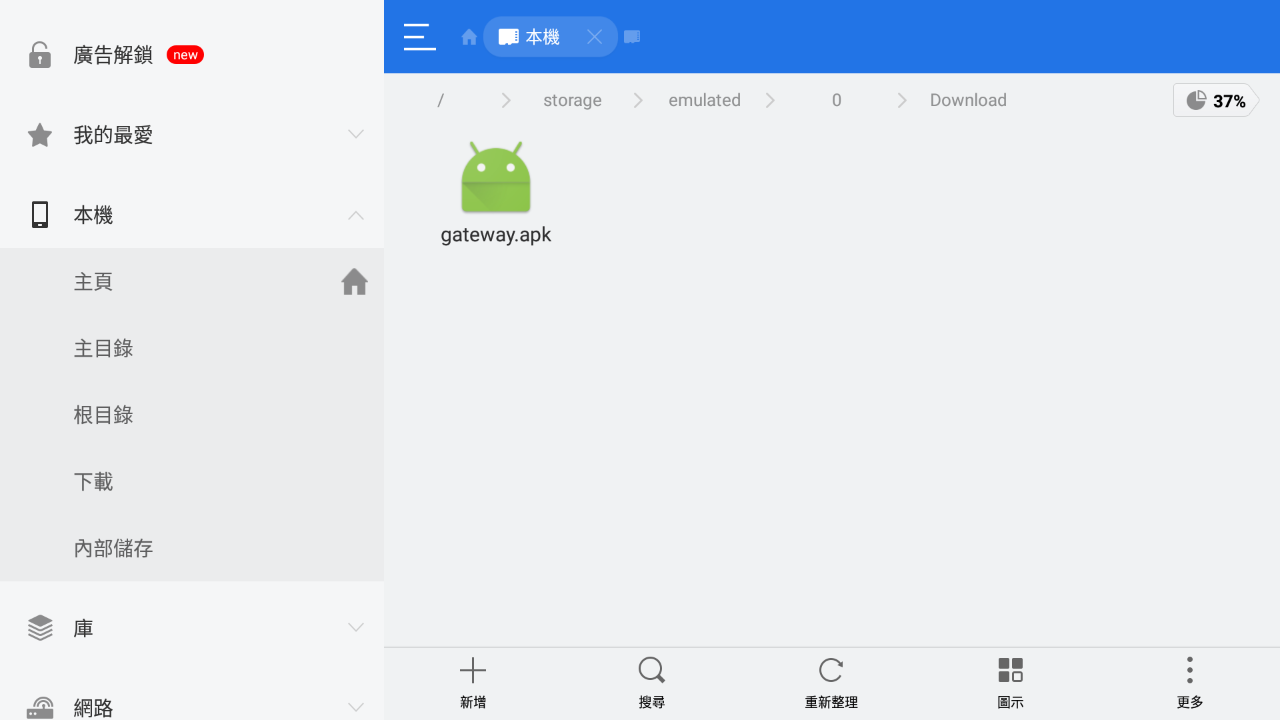 廣告解鎖 new
我的最愛
本機
主頁
主目錄
根目錄
下載
內部儲存
庫
網路
本機
/ storage emulated 0 Download 37%
gateway.apk
新增 搜尋 重新整理 圖示 更多